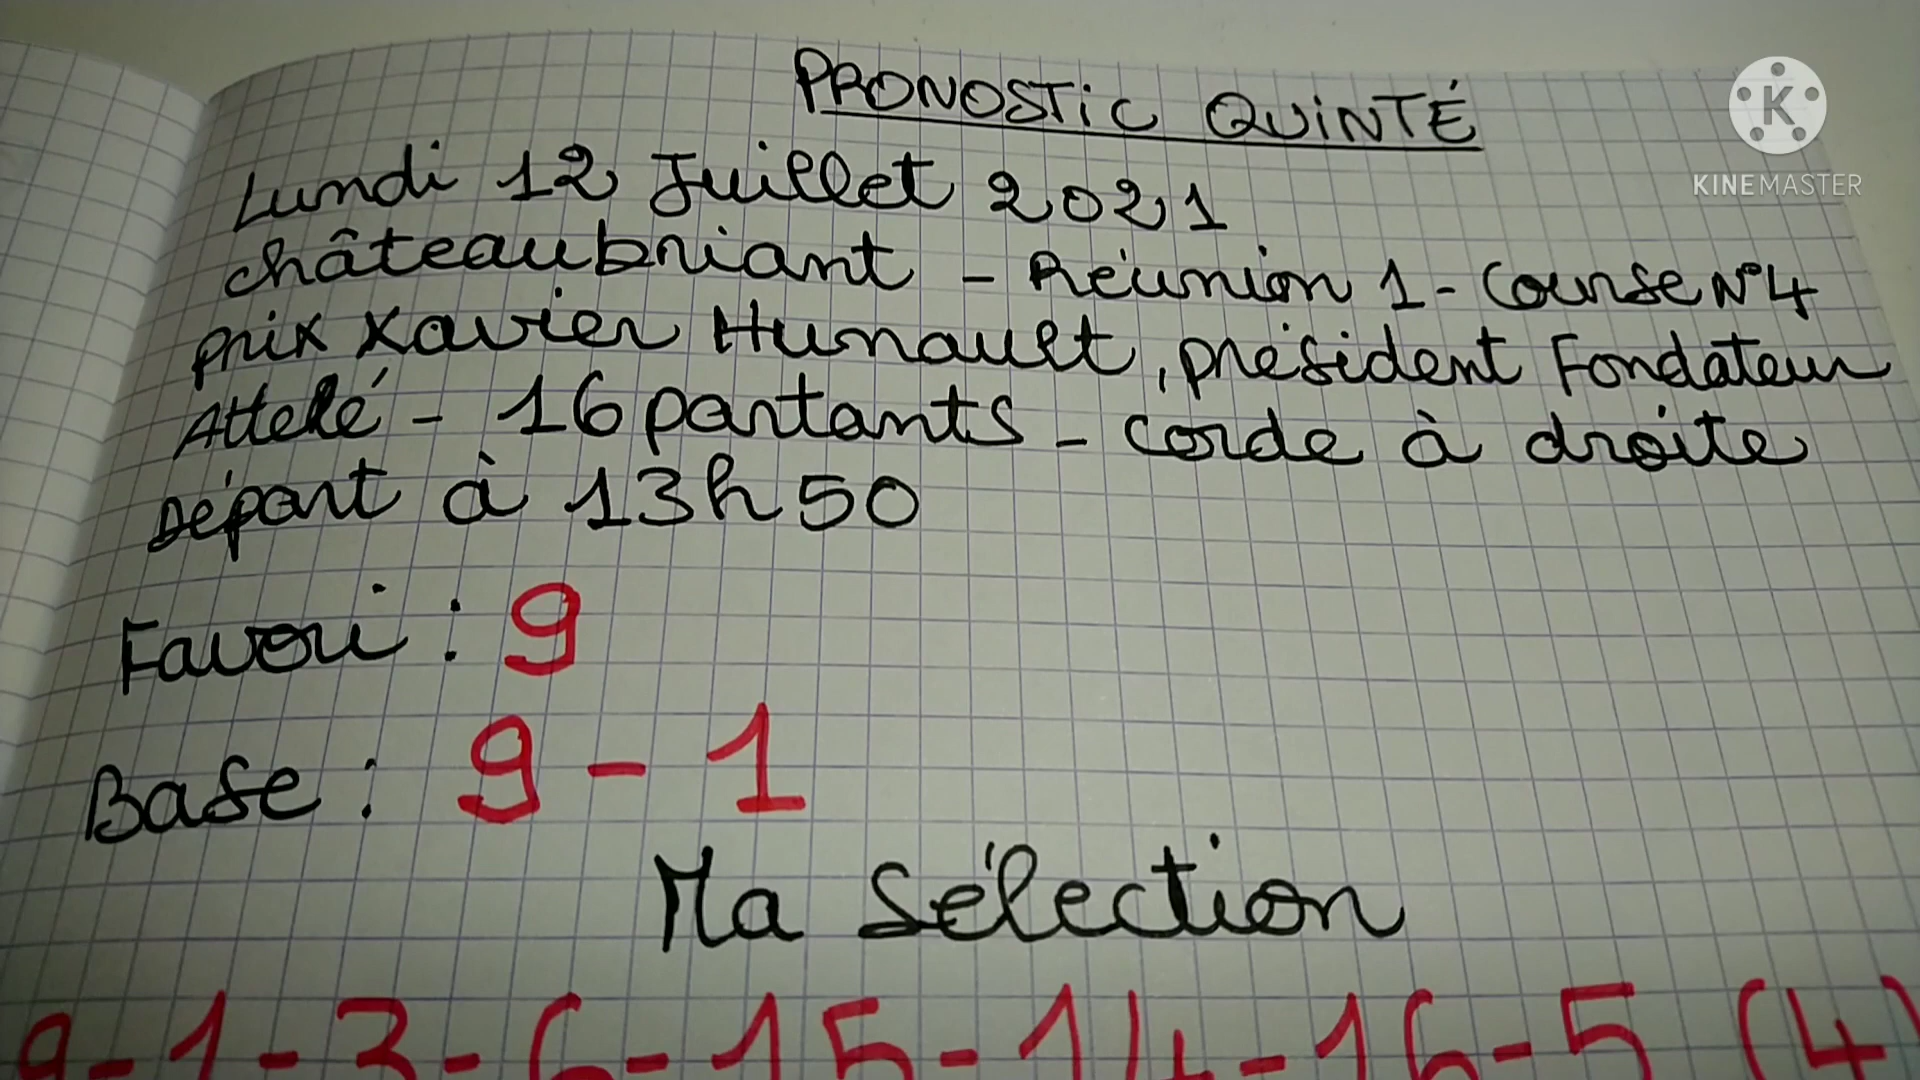 PRONOSTIC QUINTÉ
Lundi 12 Juillet 2021
châteaubriant - Réunion 1 - Course N°4
prix Xavier Hunault, président Fondateur
Attelé - 16 partants - corde à droite
Départ à 13h50
Favori : 9
Base : 9 - 1
Ma sélection
9 - 1 - 3 - 6 - 15 - 14 - 16 - 5 (4)
K
KINEMASTER